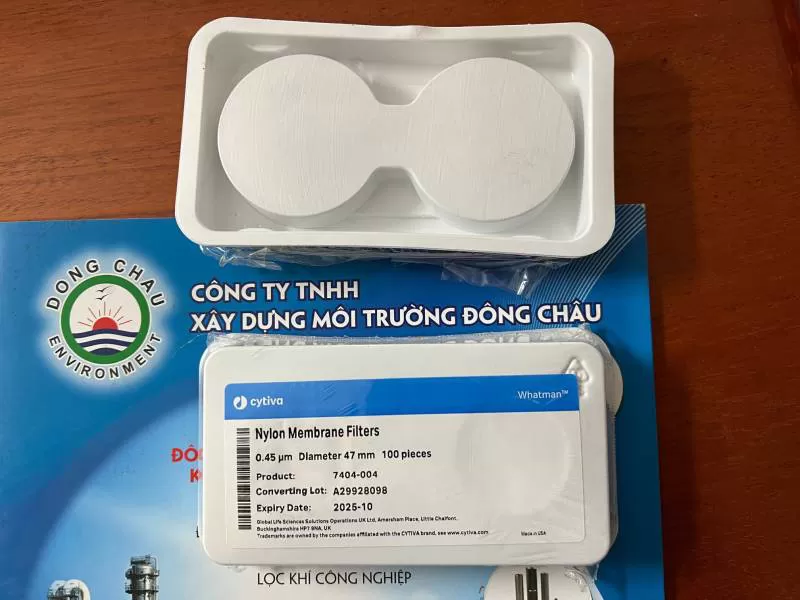 DONG CHAU
ENVIRONMENT
CÔNG TY TNHH
XÂY DỰNG MÔI TRƯỜNG ĐÔNG CHÂU
cytiva
Whatman™
Nylon Membrane Filters
0.45 µm Diameter 47 mm 100 pieces
Product: 7404-004
Converting Lot: A29928098
Expiry Date: 2025-10
Global Life Sciences Solutions Operations UK Ltd, Amersham Place, Little Chalfont,
Buckinghamshire HP7 9NA, UK
Trademarks are owned by the companies affiliated with the CYTIVA brand, see www.cytiva.com
Made in USA
LỌC KHÍ CÔNG NGHIỆP